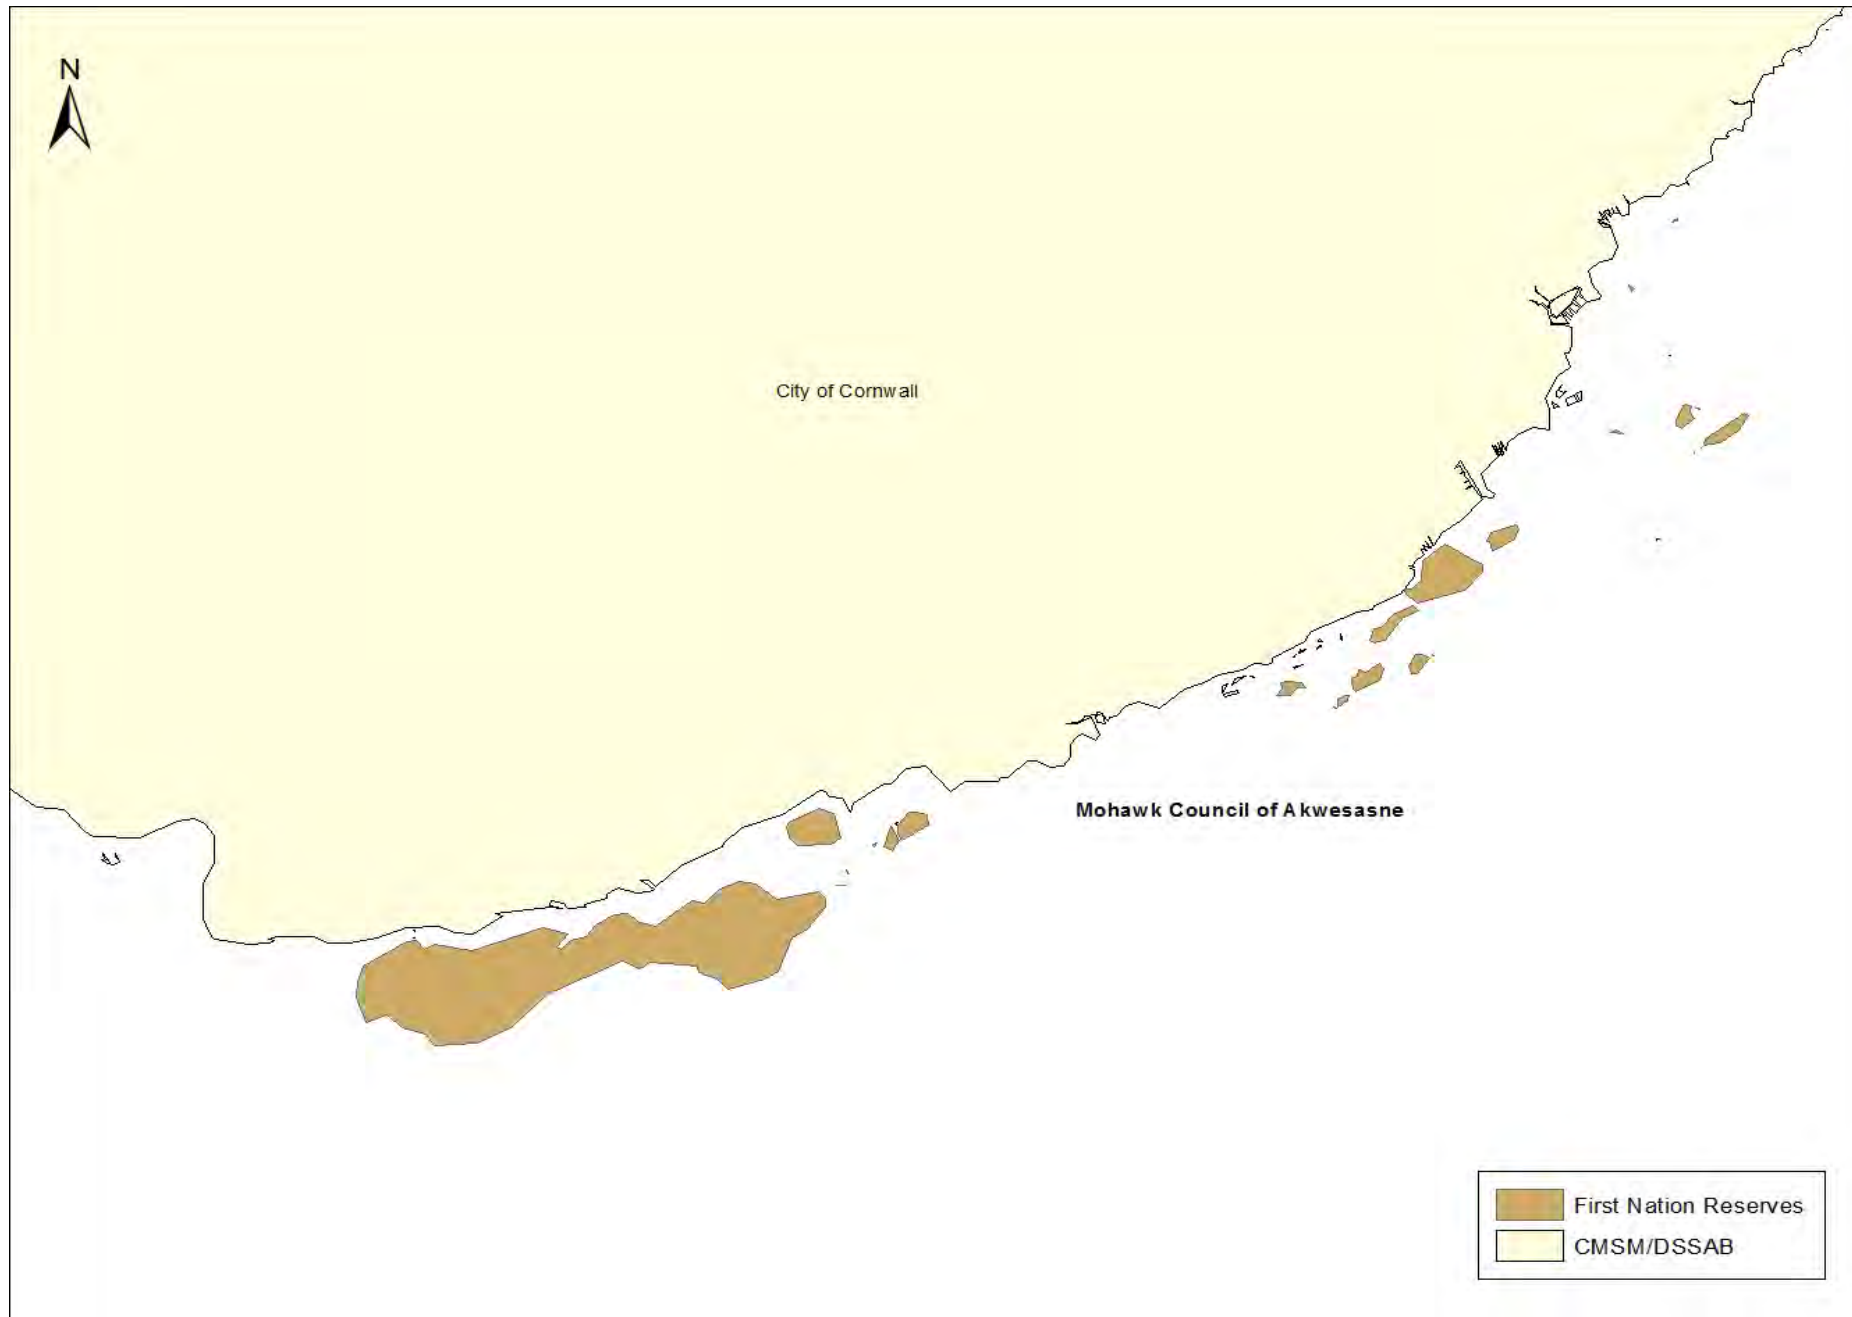 N
City of Cornwall
Mohawk Council of Akwesasne
First Nation Reserves
CMSM/DSSAB